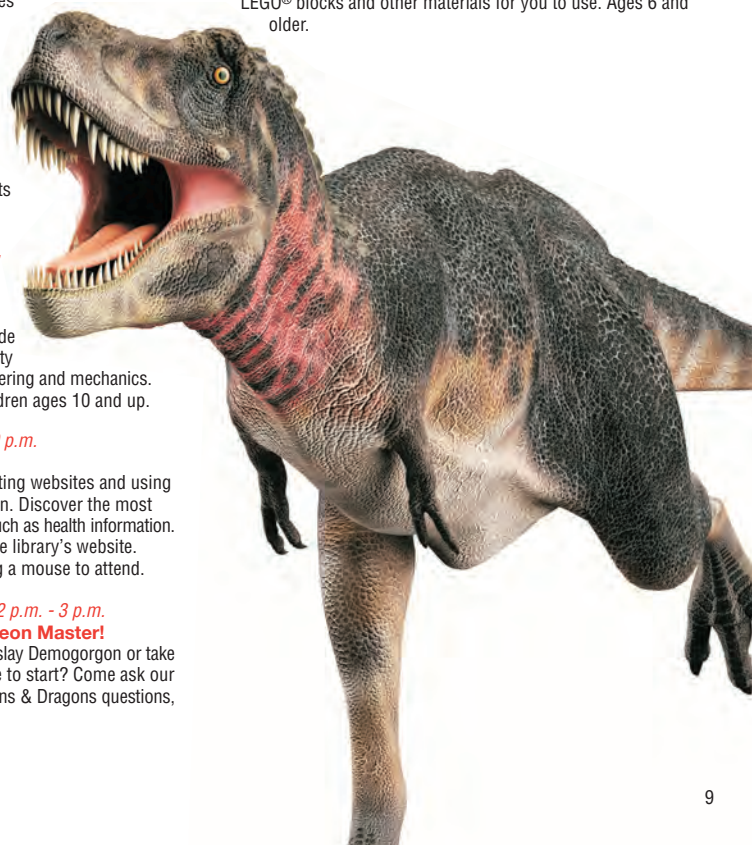 es
ts
de
ty
ering and mechanics.
dren ages 10 and up.
p.m.
ting websites and using
n. Discover the most
uch as health information.
e library's website.
g a mouse to attend.
2 p.m. - 3 p.m.
eon Master!
slay Demogorgon or take
e to start? Come ask our
ns & Dragons questions,
LEGO® blocks and other materials for you to use. Ages 6 and
older.
9